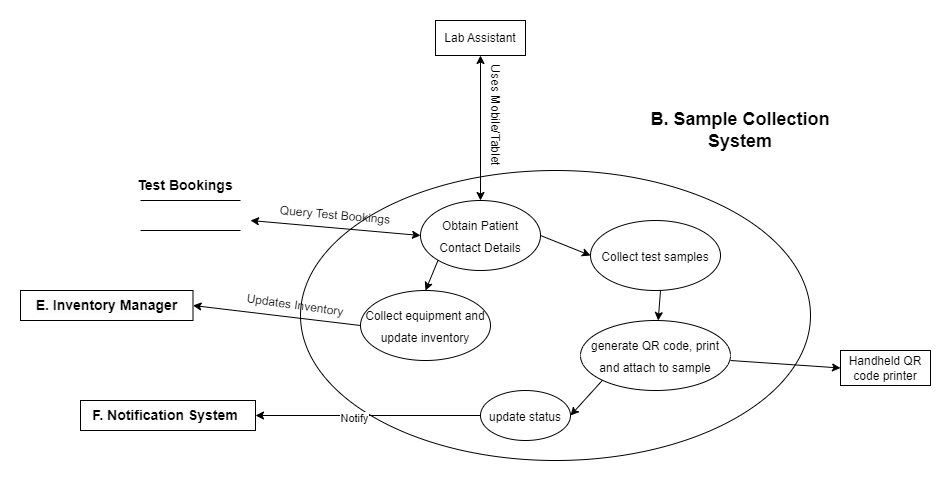 Lab Assistant
Uses Mobile/Tablet
B. Sample Collection
System
Test Bookings
Query Test Bookings
Obtain Patient
Contact Details
Collect test samples
E. Inventory Manager
Updates Inventory
Collect equipment and
update inventory
generate QR code, print
and attach to sample
Handheld QR
code printer
F. Notification System
Notify
update status